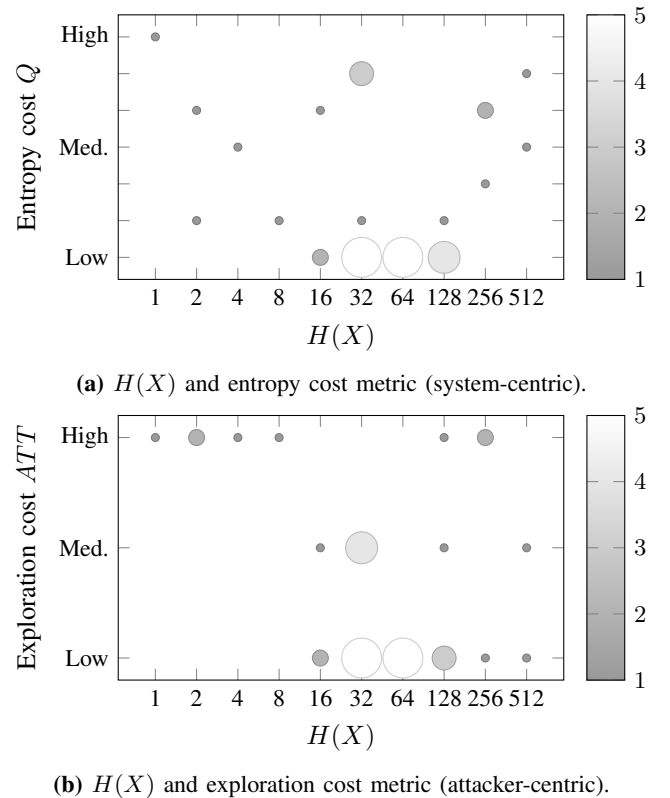 High
Med.
Low
Entropy cost Q
1 2 4 8 16 32 64 128 256 512
H(X)
5
4
3
2
1
(a) H(X) and entropy cost metric (system-centric).
High
Med.
Low
Exploration cost ATT
1 2 4 8 16 32 64 128 256 512
H(X)
5
4
3
2
1
(b) H(X) and exploration cost metric (attacker-centric).